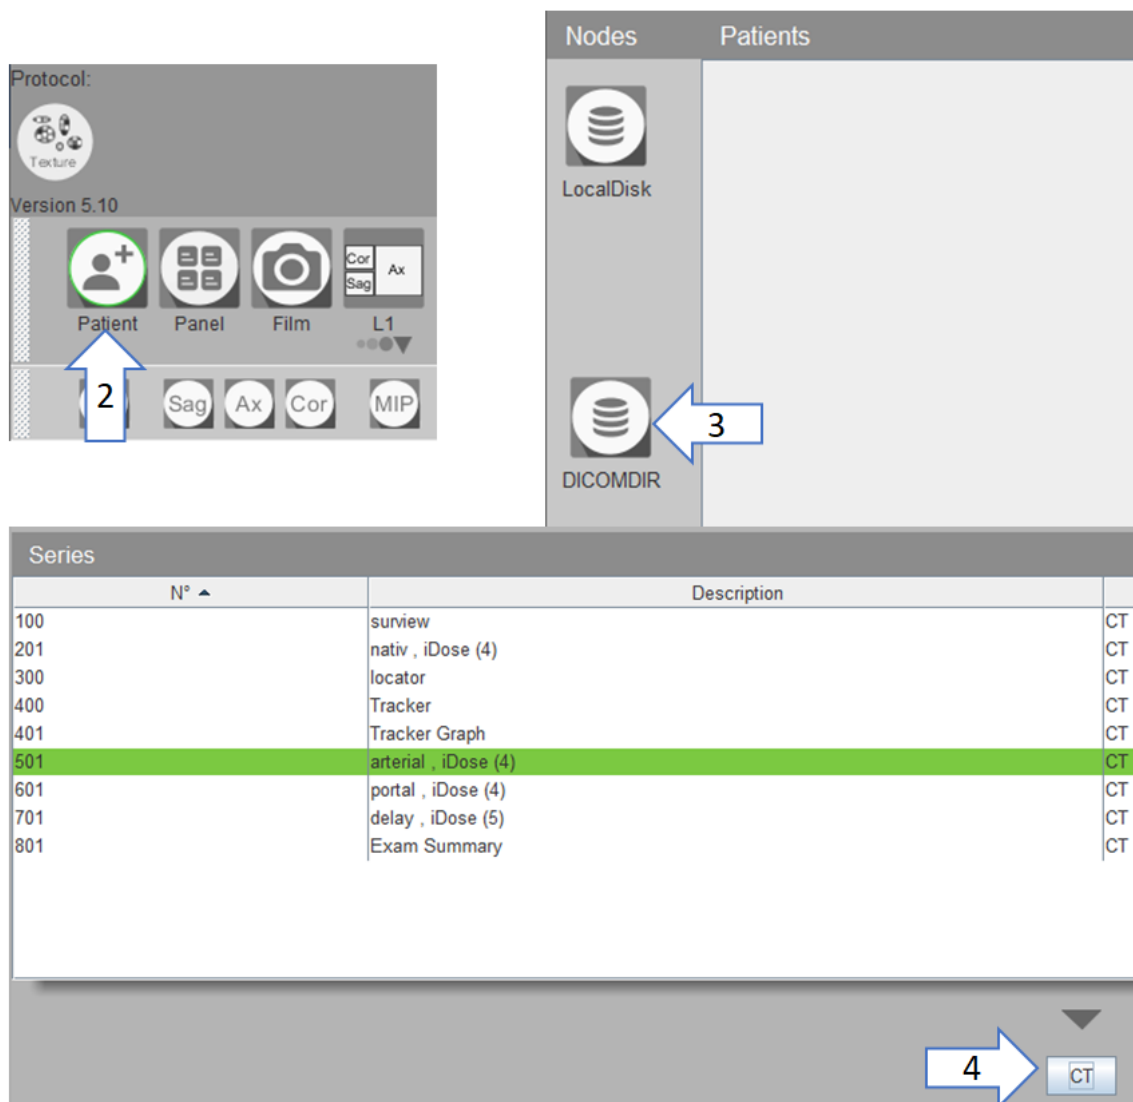 Protocol:
Texture
Version 5.10
Patient Panel Film L1
Cor
Sag
Ax
2
Sag Ax Cor MIP
Nodes Patients
LocalDisk
3
DICOMDIR
Series
N° Description
100 surview CT
201 nativ , iDose (4) CT
300 locator CT
400 Tracker CT
401 Tracker Graph CT
501 arterial , iDose (4) CT
601 portal , iDose (4) CT
701 delay , iDose (5) CT
801 Exam Summary CT
4
CT